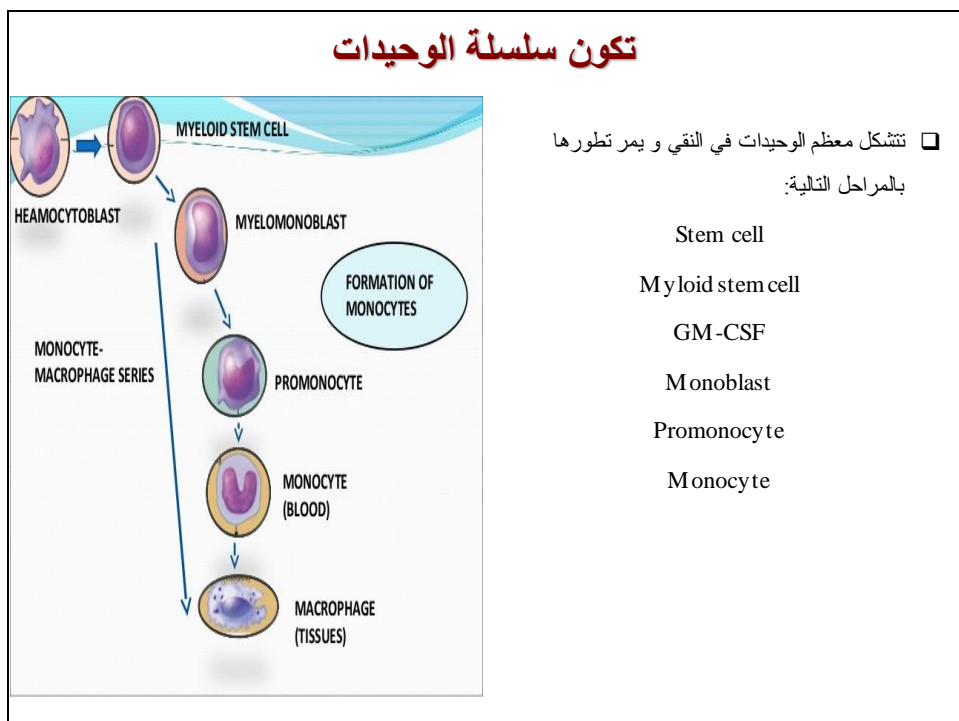 تكون سلسلة الوحيدات
❑ تتشكل معظم الوحيدات في النقي و يمر تطورها
بالمراحل التالية:
Stem cell
Myloid stem cell
GM-CSF
Monoblast
Promonocyte
Monocyte
MYELOID STEM CELL
HEAMOCYTOBLAST
MYELOMONOBLAST
FORMATION OF
MONOCYTES
MONOCYTE-
MACROPHAGE SERIES
PROMONOCYTE
MONOCYTE
(BLOOD)
MACROPHAGE
(TISSUES)